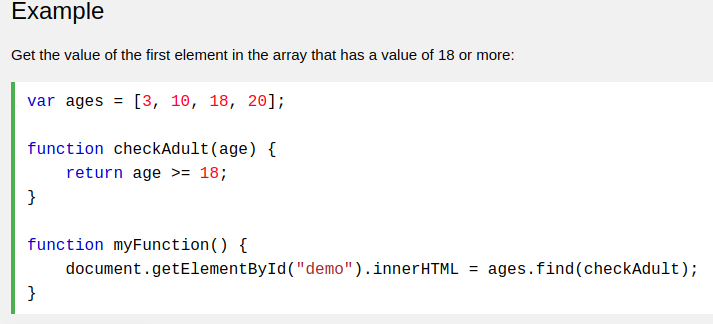 Example
Get the value of the first element in the array that has a value of 18 or more:
var ages = [3, 10, 18, 20];
function checkAdult(age) {
    return age >= 18;
}
function myFunction() {
    document.getElementById("demo").innerHTML = ages.find(checkAdult);
}